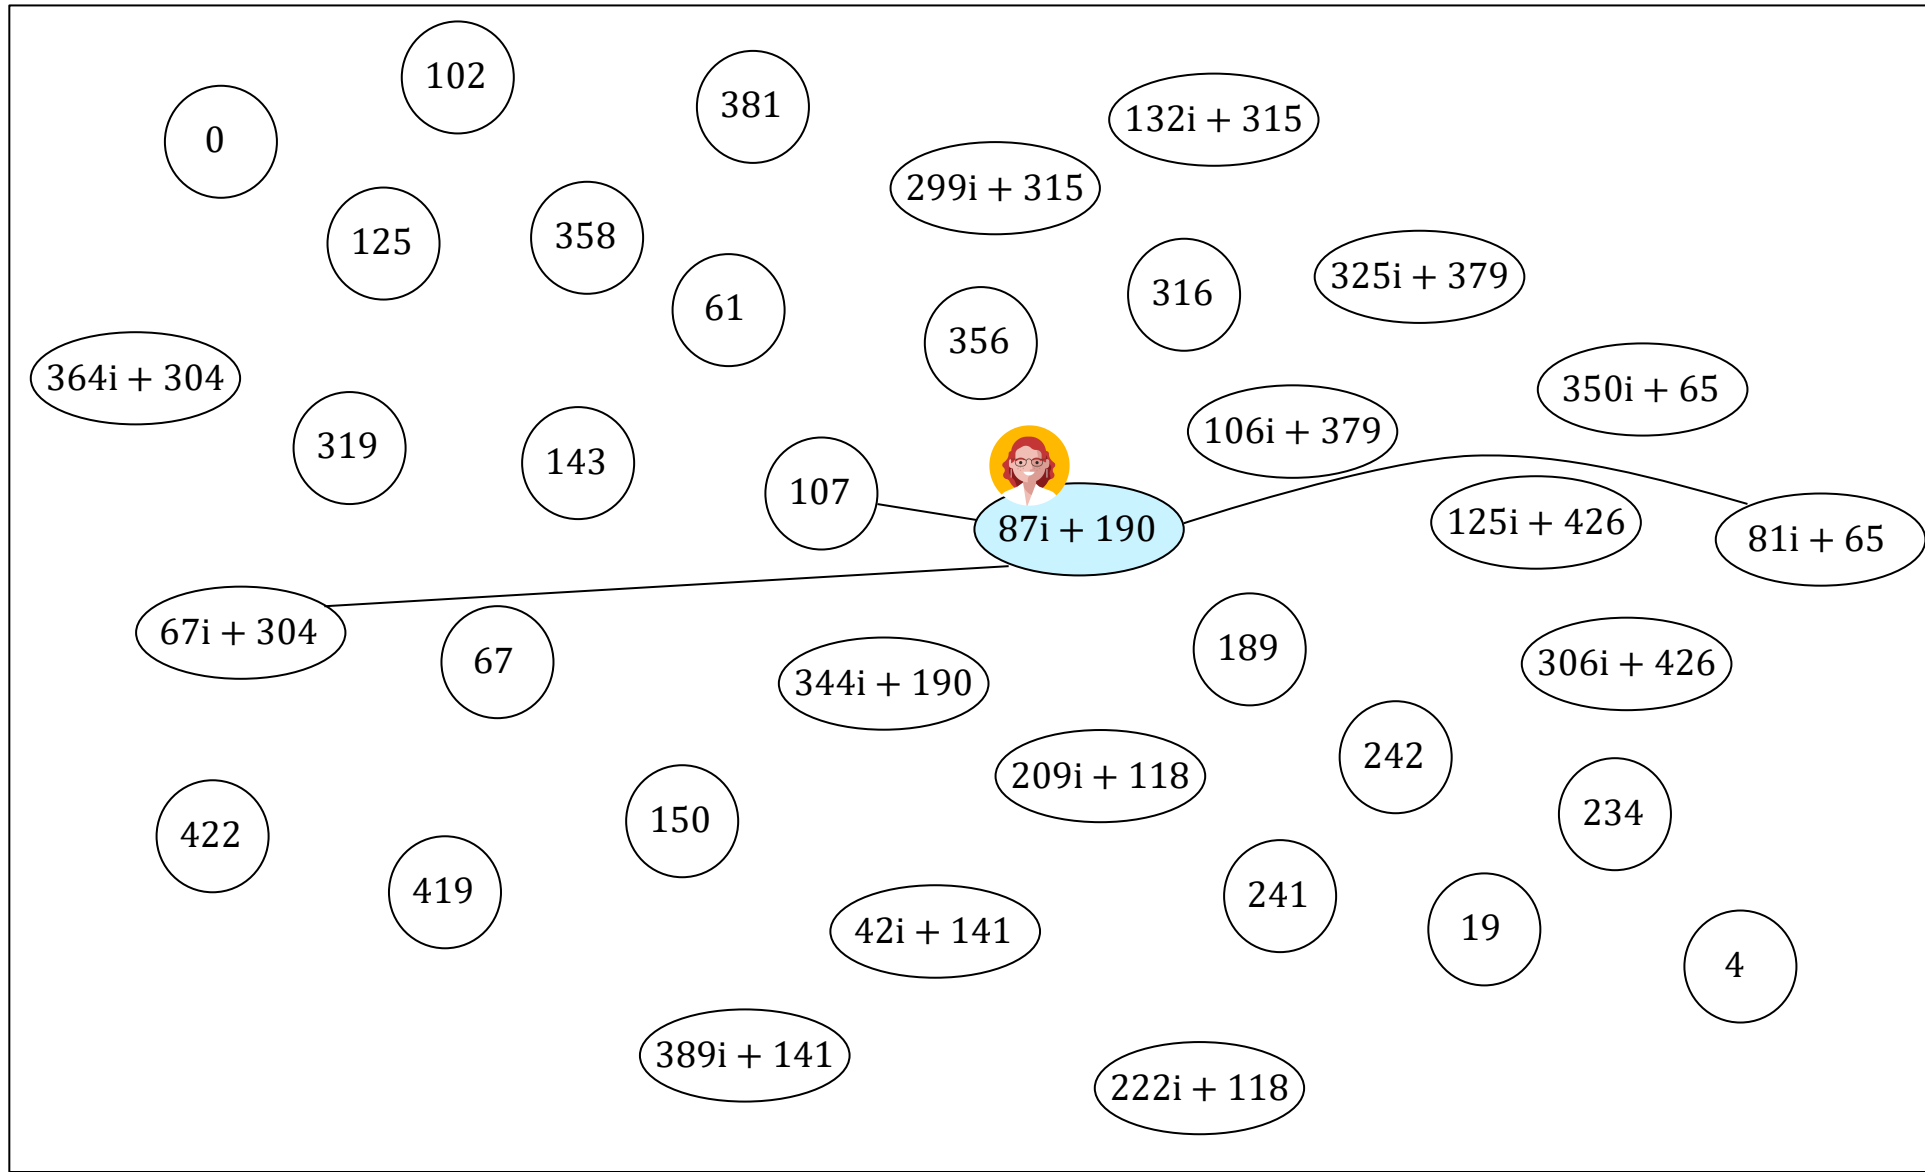 102
381
132i + 315
0
299i + 315
125
358
325i + 379
61
316
356
364i + 304
350i + 65
106i + 379
319
143
107
87i + 190
125i + 426
81i + 65
67i + 304
67
189
306i + 426
344i + 190
209i + 118
242
234
150
422
419
241
42i + 141
19
4
389i + 141
222i + 118